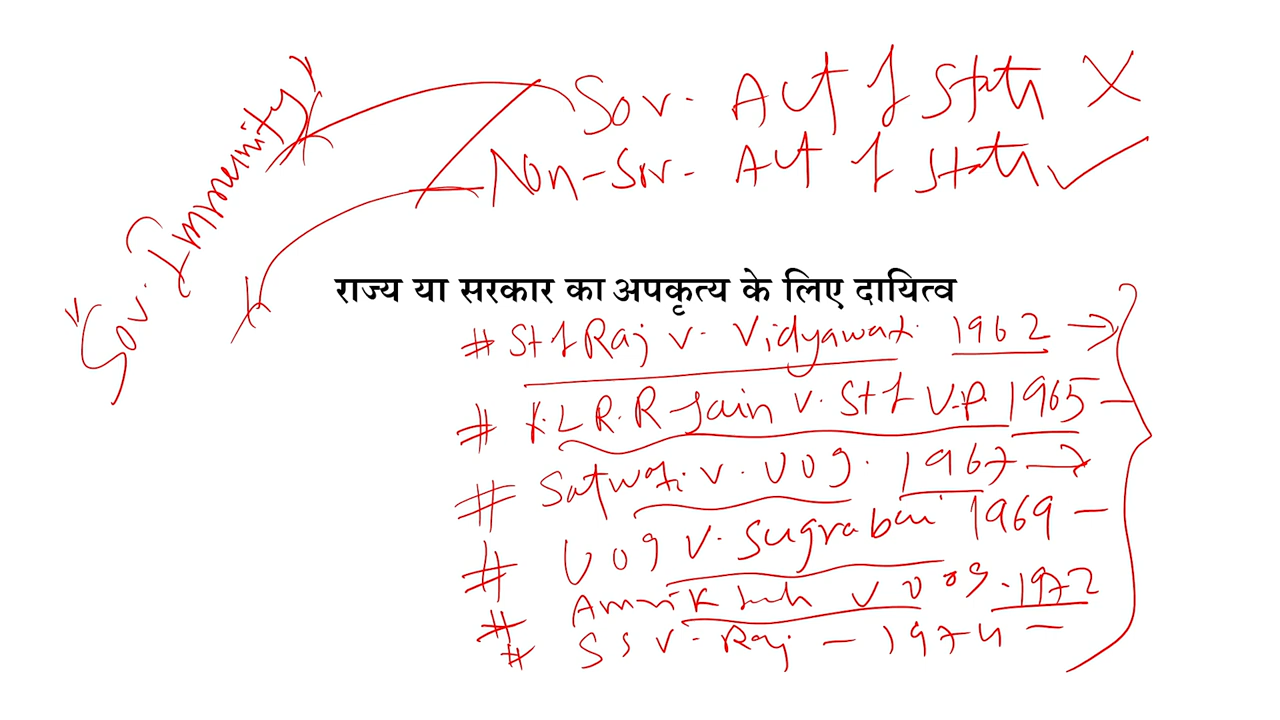 Sov. Act of State X
Non-Sov. Act of State ✓
"Sov. Immunity"
राज्य या सरकार का अपकृत्य के लिए दायित्व
# St of Raj v. Vidyawati 1962 →
# K.L R.R Jain v. St of U.P. 1965 –
# Satwati v. UOI. 1967 →
# UOI v. Sugrabai 1969 –
# Amrik v UOI. 1972
# SS v. Raj – 1974 –